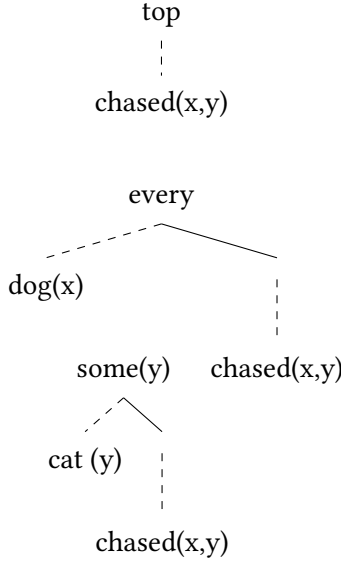 top
chased(x,y)
every
dog(x)
some(y) chased(x,y)
cat (y)
chased(x,y)